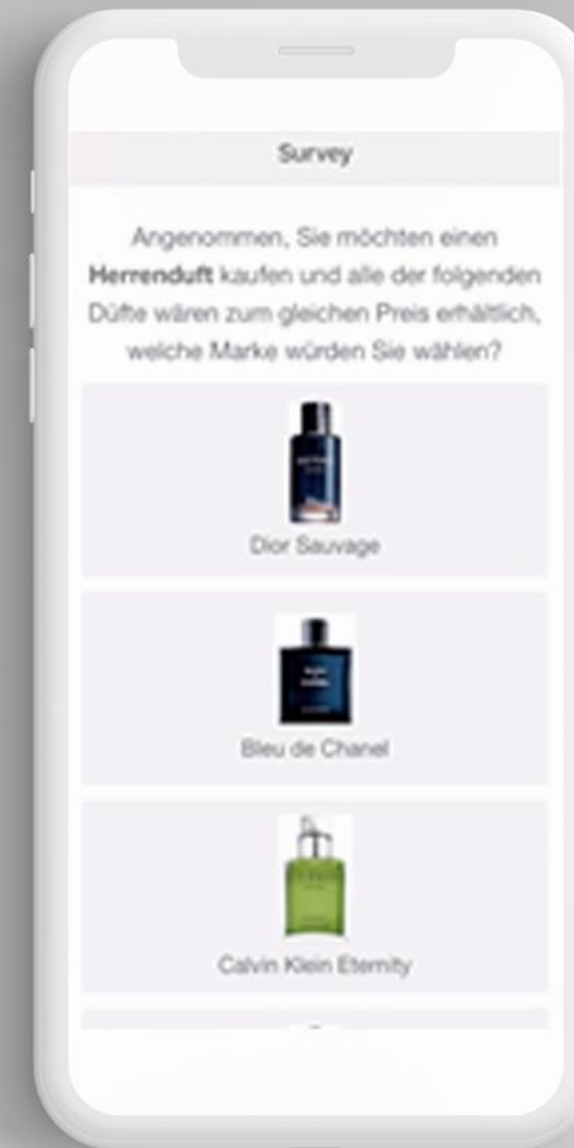 Survey
Angenommen, Sie möchten einen
Herrenduft kaufen und alle der folgenden
Düfte wären zum gleichen Preis erhältlich,
welche Marke würden Sie wählen?
Dior Sauvage
Bleu de Chanel
Calvin Klein Eternity